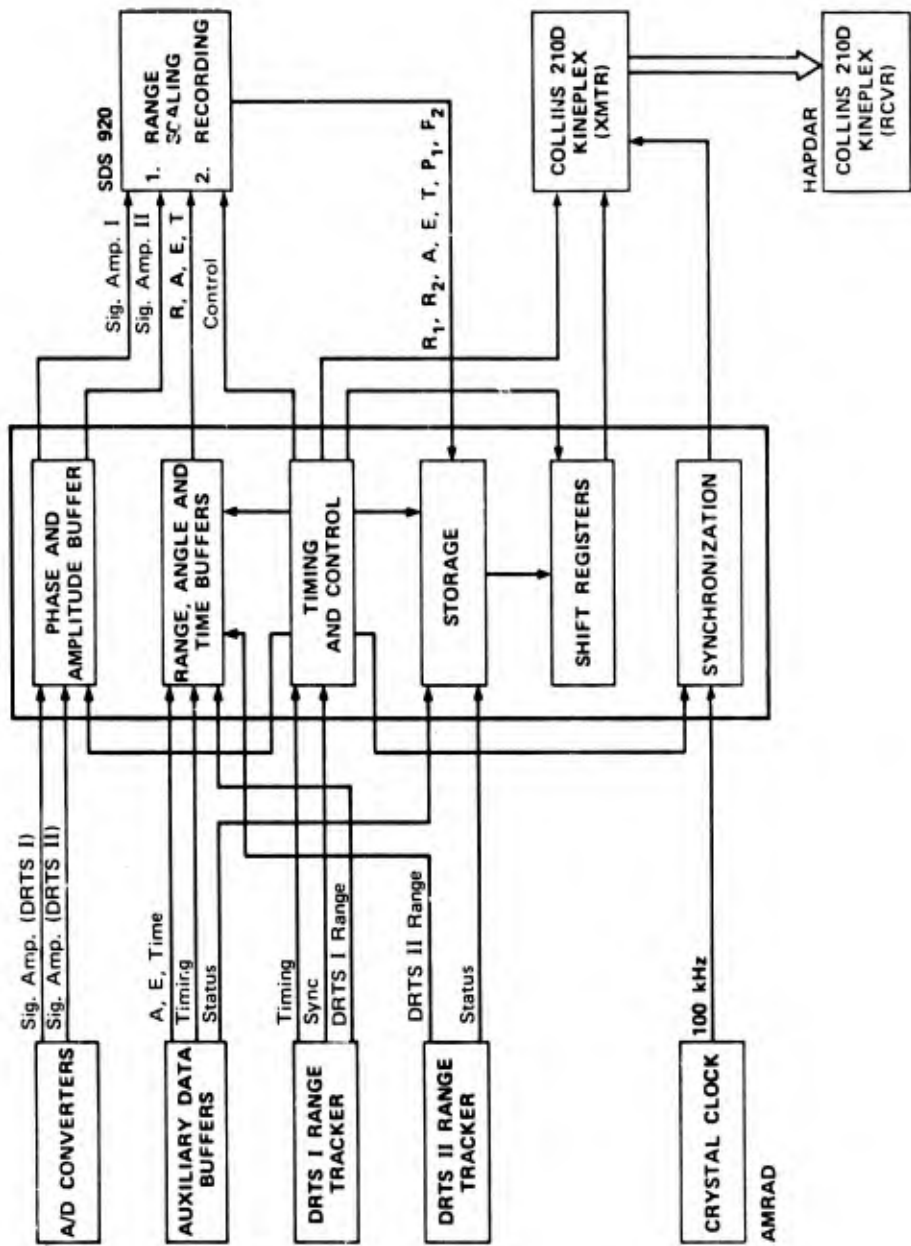 A/D CONVERTERS
Sig. Amp. (DRTS I)
Sig. Amp. (DRTS II)
AUXILIARY DATA
BUFFERS
A, E, Time
Timir.g
Status
DRTS I RANGE
TRACKER
Timing
Sync
DRTS I Range
DRTS II RANGE
TRACKER
DRTS II Range
Status
CRYSTAL CLOCK
100 kHz
AMRAD
PHASE AND
AMPLITUDE BUFFER
RANGE, ANGLE AND
TIME BUFFERS
TIMING
AND CONTROL
STORAGE
SHIFT REGISTERS
SYNCHRONIZATION
Sig. Amp. I
Sig. Amp. II
R, A, E, T
Control
SDS 920
1. RANGE
SCALING
2. RECORDING
R₁, R₂, A, E, T, P₁, F₂
COLLINS 210D
KINEPLEX
(XMTR)
HAPDAR
COLLINS 210D
KINEPLEX
(RCVR)